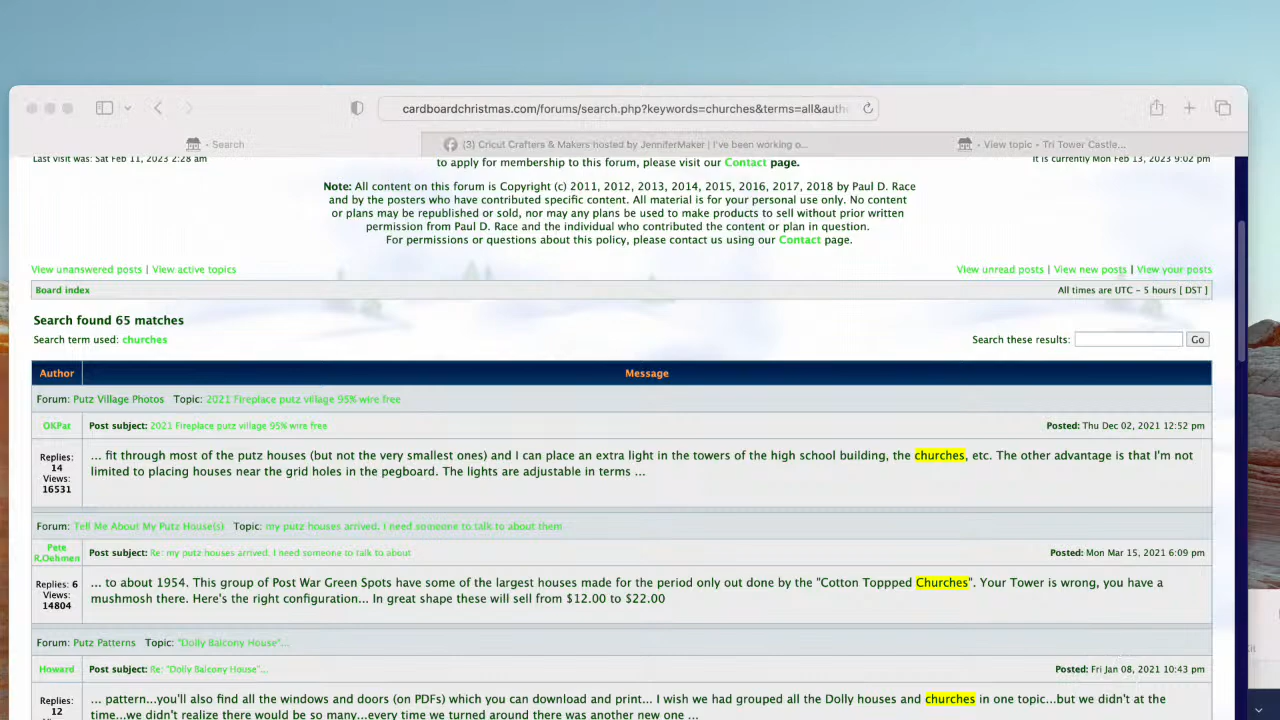 cardboardchristmas.com/forums/search.php?keywords=churches&terms=all&auth
· Search
(3) Cricut Crafters & Makers hosted by JenniferMaker | I've been working o...
· View topic - Tri Tower Castle...
Last visit was: Sat Feb 11, 2023 2:28 am
to apply for membership to this forum, please visit our Contact page.
It is currently Mon Feb 13, 2023 9:02 pm
Note: All content on this forum is Copyright (c) 2011, 2012, 2013, 2014, 2015, 2016, 2017, 2018 by Paul D. Race
and by the posters who have contributed specific content. All material is for your personal use only. No content
or plans may be republished or sold, nor may any plans be used to make products to sell without prior written
permission from Paul D. Race and the individual who contributed the content or plan in question.
For permissions or questions about this policy, please contact us using our Contact page.
View unanswered posts | View active topics
View unread posts | View new posts | View your posts
Board index
All times are UTC - 5 hours [ DST ]
Search found 65 matches
Search term used: churches
Search these results:
Go
Author
Message
Forum: Putz Village Photos Topic: 2021 Fireplace putz village 95% wire free
OKPat
Post subject: 2021 Fireplace putz village 95% wire free
Posted: Thu Dec 02, 2021 12:52 pm
Replies:
14
Views:
16531
... fit through most of the putz houses (but not the very smallest ones) and I can place an extra light in the towers of the high school building, the churches, etc. The other advantage is that I'm not
limited to placing houses near the grid holes in the pegboard. The lights are adjustable in terms ...
Forum: Tell Me About My Putz House(s) Topic: my putz houses arrived. I need someone to talk to about them
Pete
R.Oehmen
Post subject: Re: my putz houses arrived. I need someone to talk to about
Posted: Mon Mar 15, 2021 6:09 pm
Replies: 6
Views:
14804
... to about 1954. This group of Post War Green Spots have some of the largest houses made for the period only out done by the "Cotton Toppped Churches". Your Tower is wrong, you have a
mushmosh there. Here's the right configuration... In great shape these will sell from $12.00 to $22.00
Forum: Putz Patterns Topic: "Dolly Balcony House"...
Howard
Post subject: Re: "Dolly Balcony House"...
Posted: Fri Jan 08, 2021 10:43 pm
Replies:
12
... pattern...you'll also find all the windows and doors (on PDFs) which you can download and print... I wish we had grouped all the Dolly houses and churches in one topic...but we didn't at the
time...we didn't realize there would be so many...every time we turned around there was another new one ...